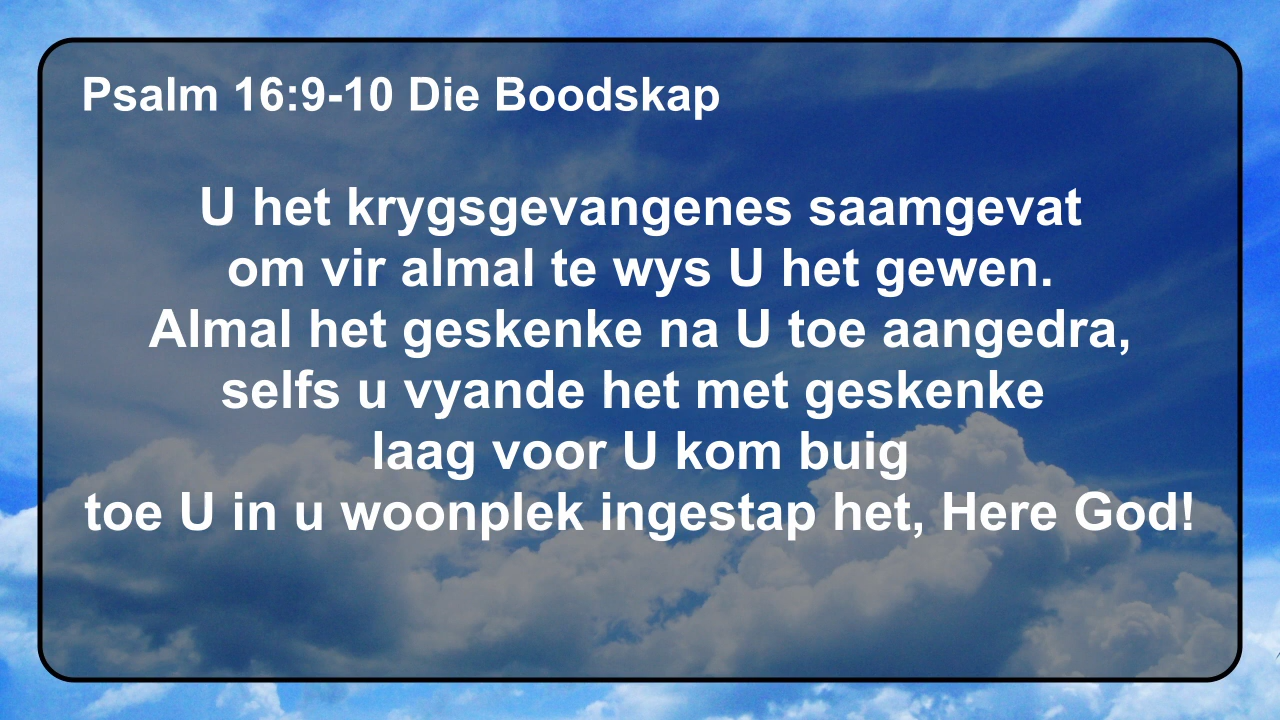 Psalm 16:9-10 Die Boodskap
U het krygsgevangenes saamgevat
om vir almal te wys U het gewen.
Almal het geskenke na U toe aangedra,
selfs u vyande het met geskenke
laag voor U kom buig
toe U in u woonplek ingestap het, Here God!